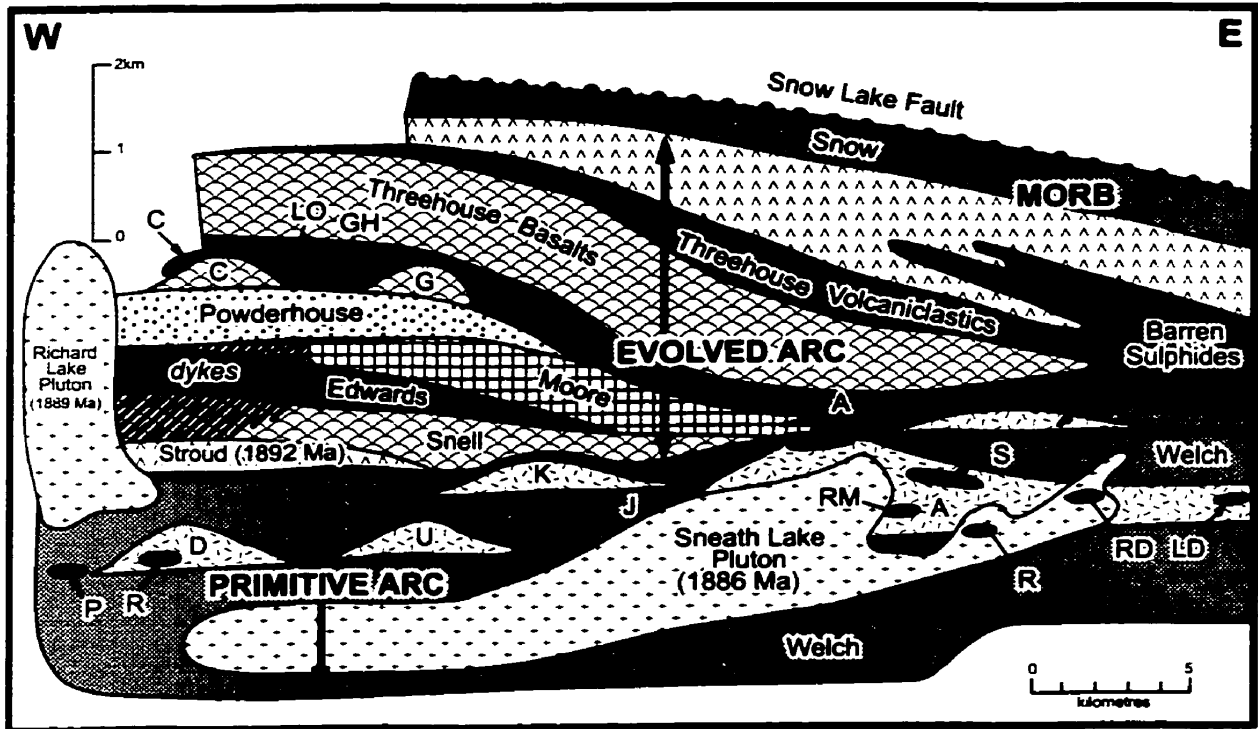 W
E
2km
1
0
Snow Lake Fault
Snow
MORB
Threehouse Basalts
LO GH
C
C
G
Threehouse Volcaniclastics
Powderhouse
EVOLVED ARC
Barren
Sulphides
Richard
Lake
Pluton
(1889 Ma)
dykes
Edwards
Moore
A
Snell
Stroud (1892 Ma)
K
J
S
Welch
RM
A
D
U
Sneath Lake
Pluton
(1886 Ma)
RD LD
R
PRIMITIVE ARC
P R
Welch
0 5
kilometres